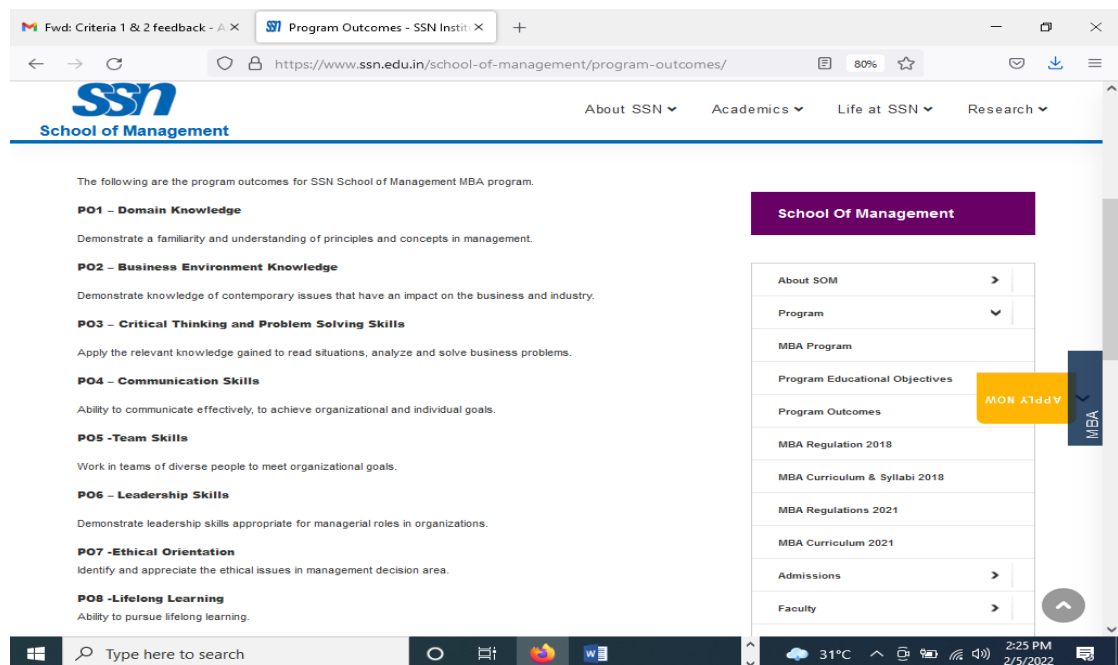 Fwd: Criteria 1 & 2 feedback - A
Program Outcomes - SSN Instit
https://www.ssn.edu.in/school-of-management/program-outcomes/
80%
ssn
School of Management
About SSN
Academics
Life at SSN
Research
The following are the program outcomes for SSN School of Management MBA program.
PO1 – Domain Knowledge
Demonstrate a familiarity and understanding of principles and concepts in management.
PO2 – Business Environment Knowledge
Demonstrate knowledge of contemporary issues that have an impact on the business and industry.
PO3 – Critical Thinking and Problem Solving Skills
Apply the relevant knowledge gained to read situations, analyze and solve business problems.
PO4 – Communication Skills
Ability to communicate effectively, to achieve organizational and individual goals.
PO5 -Team Skills
Work in teams of diverse people to meet organizational goals.
PO6 – Leadership Skills
Demonstrate leadership skills appropriate for managerial roles in organizations.
PO7 -Ethical Orientation
Identify and appreciate the ethical issues in management decision area.
PO8 -Lifelong Learning
Ability to pursue lifelong learning.
School Of Management
About SOM
Program
MBA Program
Program Educational Objectives
Program Outcomes
MBA Regulation 2018
MBA Curriculum & Syllabi 2018
MBA Regulations 2021
MBA Curriculum 2021
Admissions
Faculty
APPLY NOW
MBA
Type here to search
31°C
2:25 PM
2/5/2022